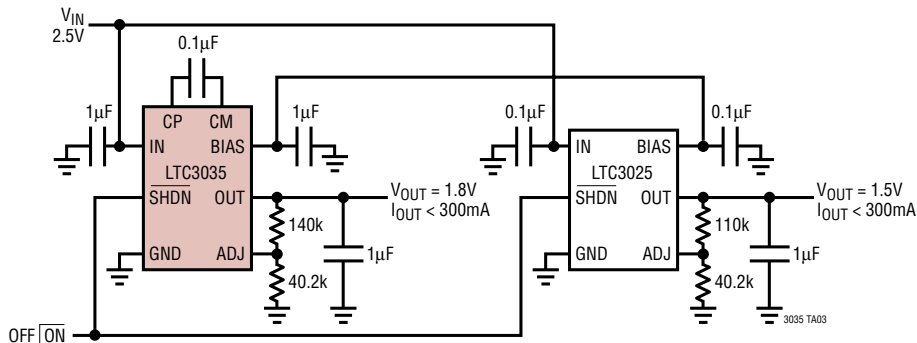 VIN
2.5V
0.1µF
1µF
CP CM
1µF
IN BIAS
LTC3035
SHDN OUT
GND ADJ
VOUT = 1.8V
IOUT < 300mA
140k
1µF
40.2k
0.1µF
0.1µF
IN BIAS
LTC3025
SHDN OUT
GND ADJ
VOUT = 1.5V
IOUT < 300mA
110k
1µF
40.2k
3035 TA03
OFF ON